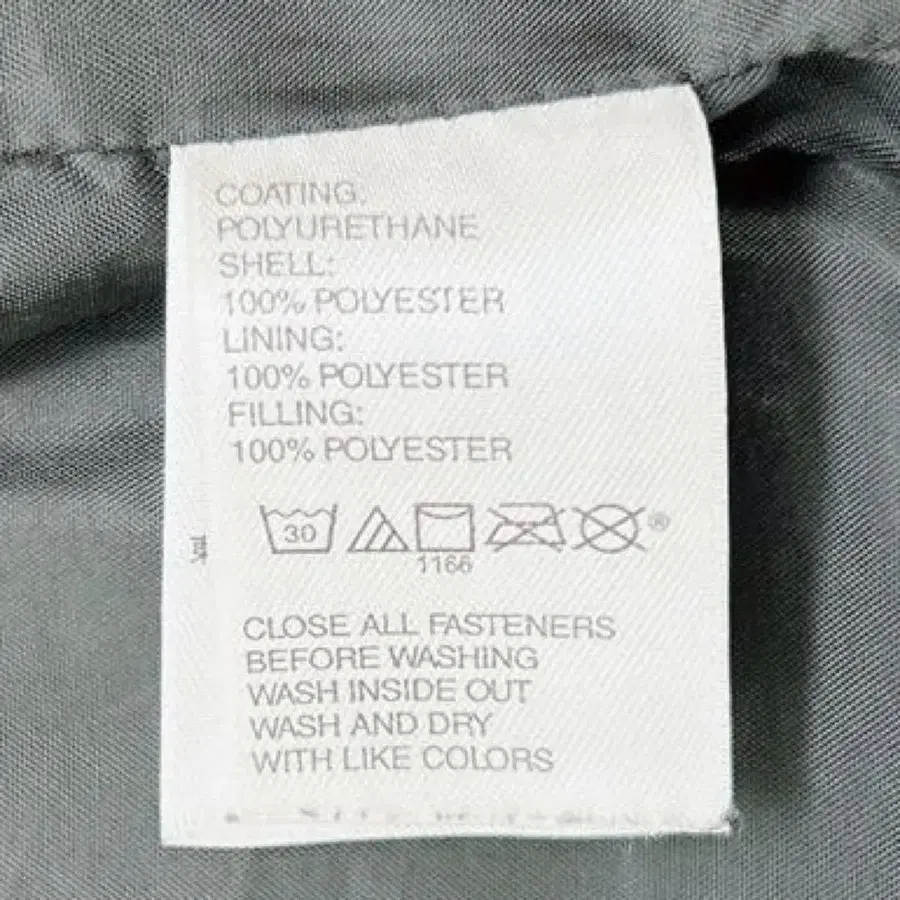 COATING:
POLYURETHANE
SHELL:
100% POLYESTER
LINING:
100% POLYESTER
FILLING:
100% POLYESTER
30
®
1166
CLOSE ALL FASTENERS
BEFORE WASHING
WASH INSIDE OUT
WASH AND DRY
WITH LIKE COLORS